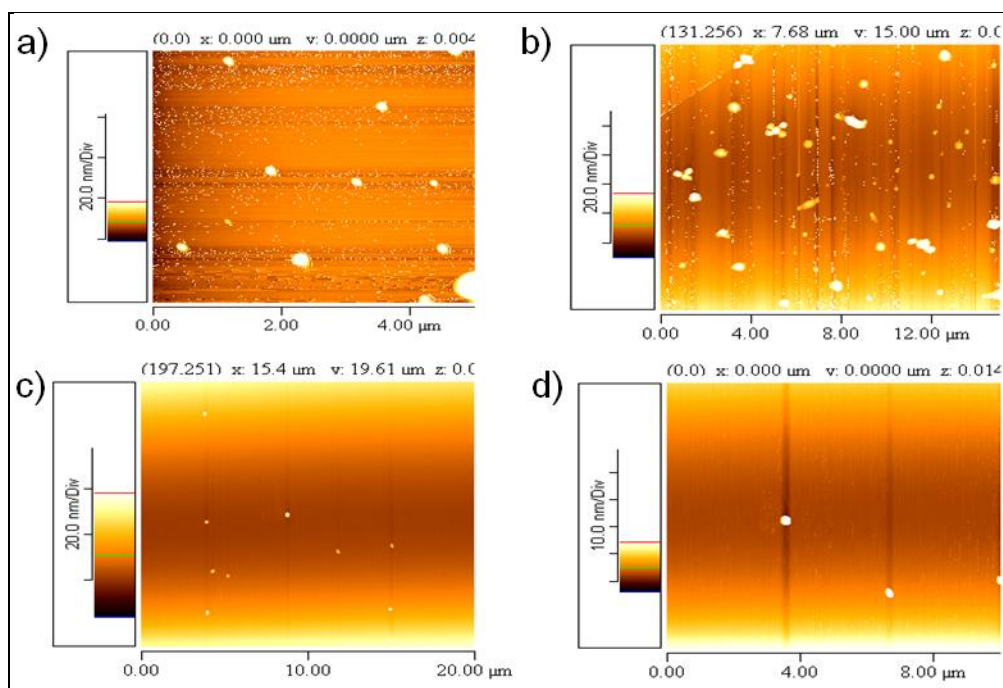 a)
(0,0) x: 0.000 um v: 0.0000 um z: 0.004
20.0 nm/Div
0.00 2.00 4.00 µm
b)
(131,256) x: 7.68 um v: 15.00 um z: 0.0
20.0 nm/Div
0.00 4.00 8.00 12.00 µm
c)
(197,251) x: 15.4 um v: 19.61 um z: 0.0
20.0 nm/Div
0.00 10.00 20.00 µm
d)
(0,0) x: 0.000 um v: 0.0000 um z: 0.014
10.0 nm/Div
0.00 4.00 8.00 µm